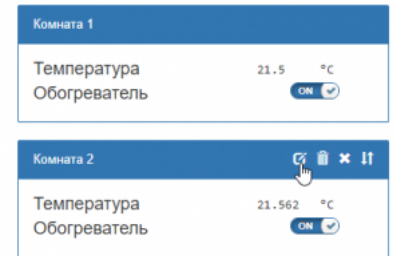 Комната 1
Температура 21.5 °C
Обогреватель ON
Комната 2
Температура 21.562 °C
Обогреватель ON